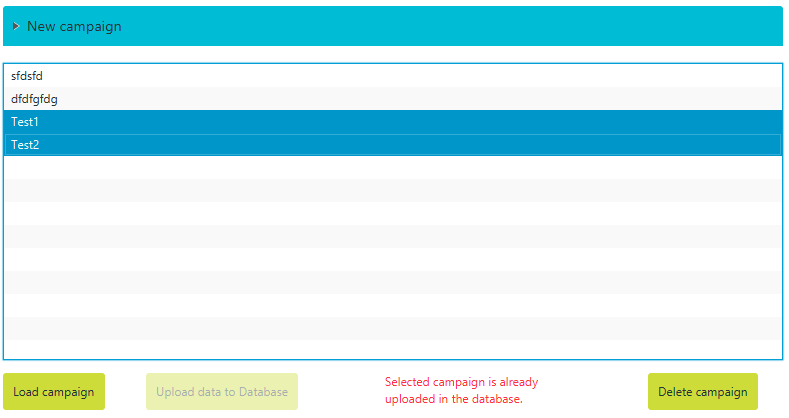 New campaign
sfdsfd
dfdfgfdg
Test1
Test2
Load campaign
Upload data to Database
Selected campaign is already
uploaded in the database.
Delete campaign